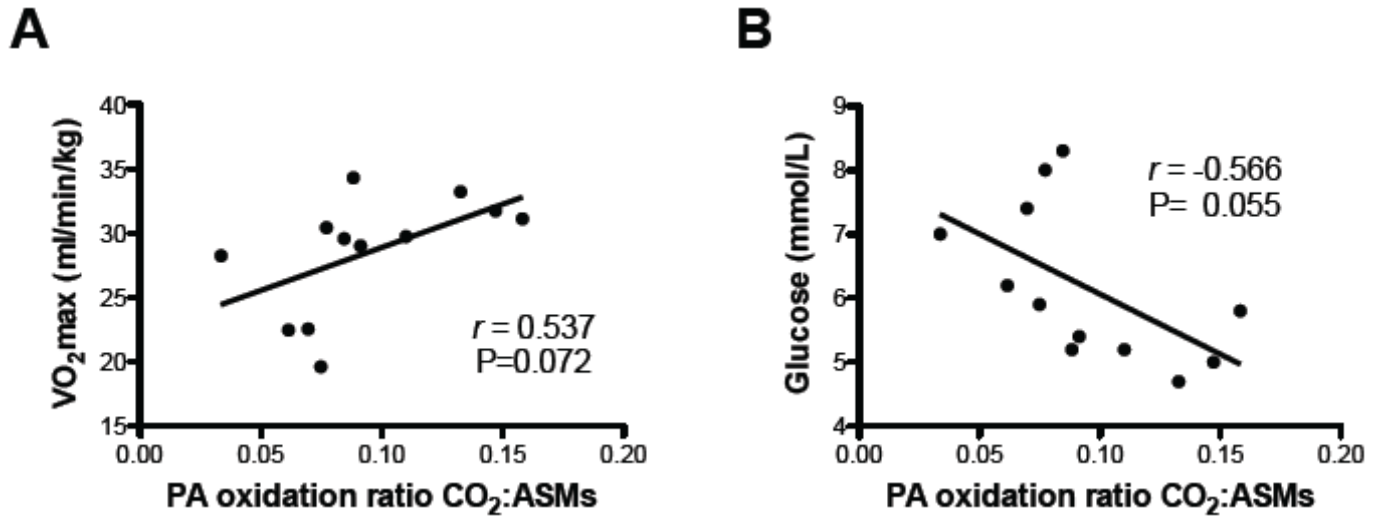 A
VO₂max (ml/min/kg)
40
35
30
25
20
15
0.00 0.05 0.10 0.15 0.20
r = 0.537
P=0.072
PA oxidation ratio CO₂:ASMs
B
Glucose (mmol/L)
9
8
7
6
5
4
0.00 0.05 0.10 0.15 0.20
r = -0.566
P= 0.055
PA oxidation ratio CO₂:ASMs